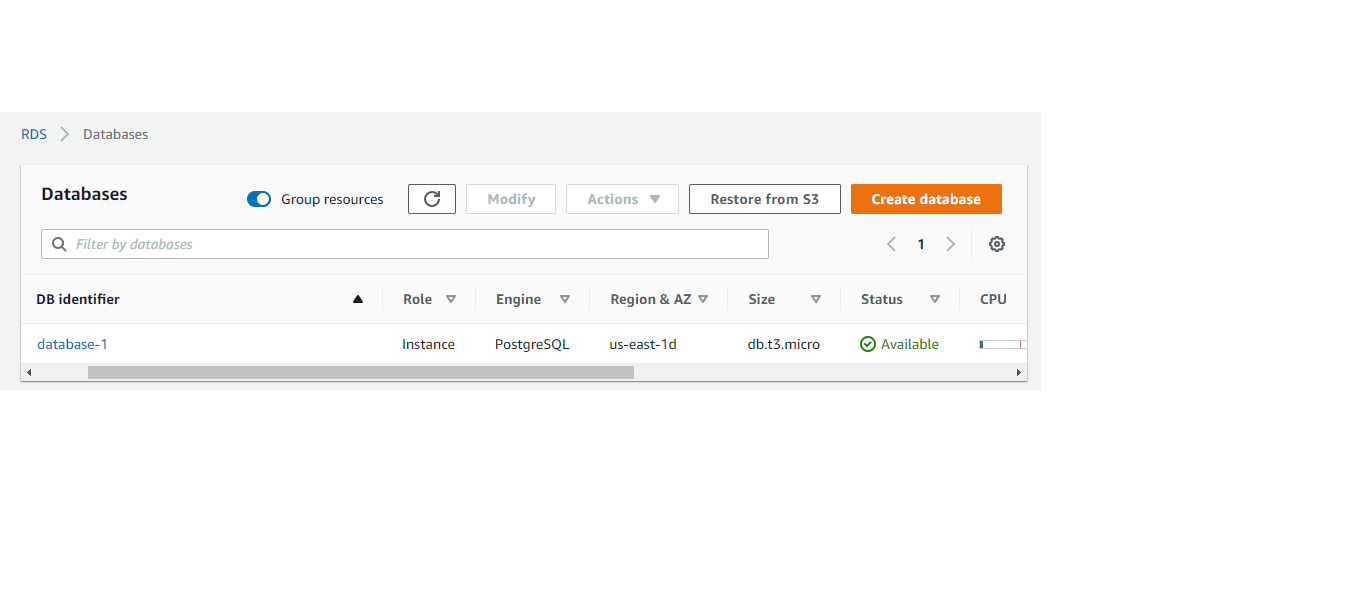 RDS Databases
Databases Group resources Modify Actions Restore from S3 Create database
Filter by databases 1
DB identifier Role Engine Region & AZ Size Status CPU
database-1 Instance PostgreSQL us-east-1d db.t3.micro Available